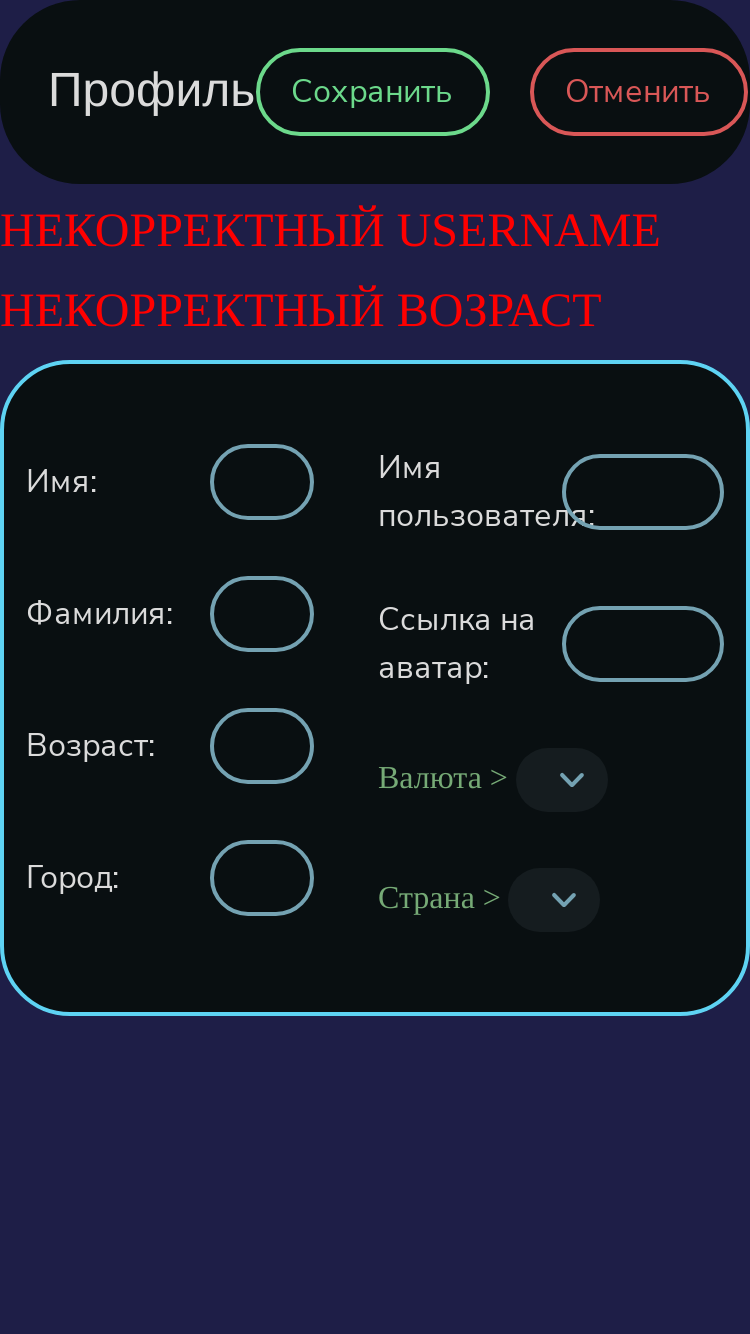 Профиль Сохранить Отменить
НЕКОРРЕКТНЫЙ USERNAME
НЕКОРРЕКТНЫЙ ВОЗРАСТ
Имя:
Фамилия:
Возраст:
Город:
Имя
пользователя:
Ссылка на
аватар:
Валюта >
Страна >